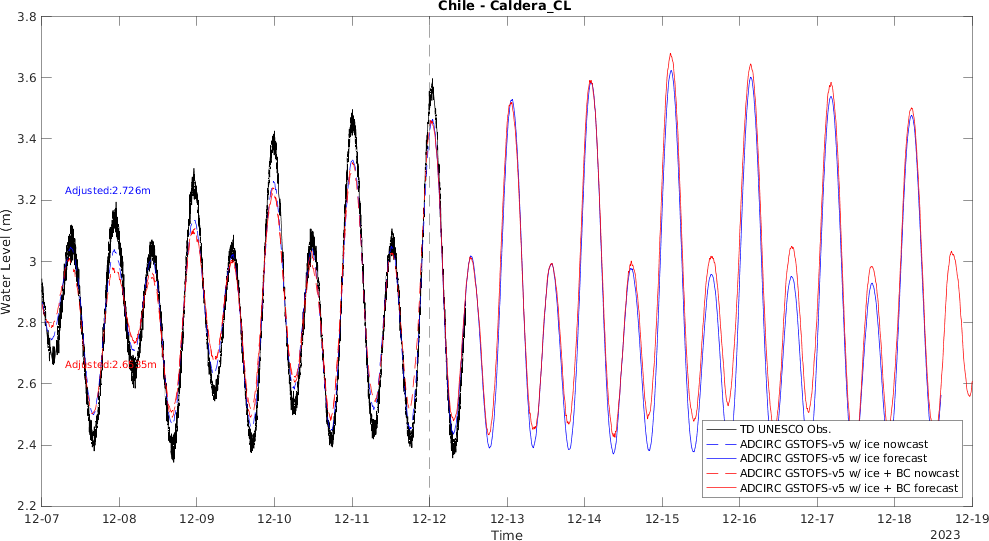 Chile - Caldera_CL
3.8
3.6
3.4
3.2
3
2.8
2.6
2.4
2.2
Water Level (m)
Adjusted:2.726m
TD UNESCO Obs.
ADCIRC GSTOFS-v5 w/ ice nowcast
ADCIRC GSTOFS-v5 w/ ice forecast
ADCIRC GSTOFS-v5 w/ ice + BC nowcast
ADCIRC GSTOFS-v5 w/ ice + BC forecast
12-07 12-08 12-09 12-10 12-11 12-12 12-13 12-14 12-15 12-16 12-17 12-18 12-19
Time
2023